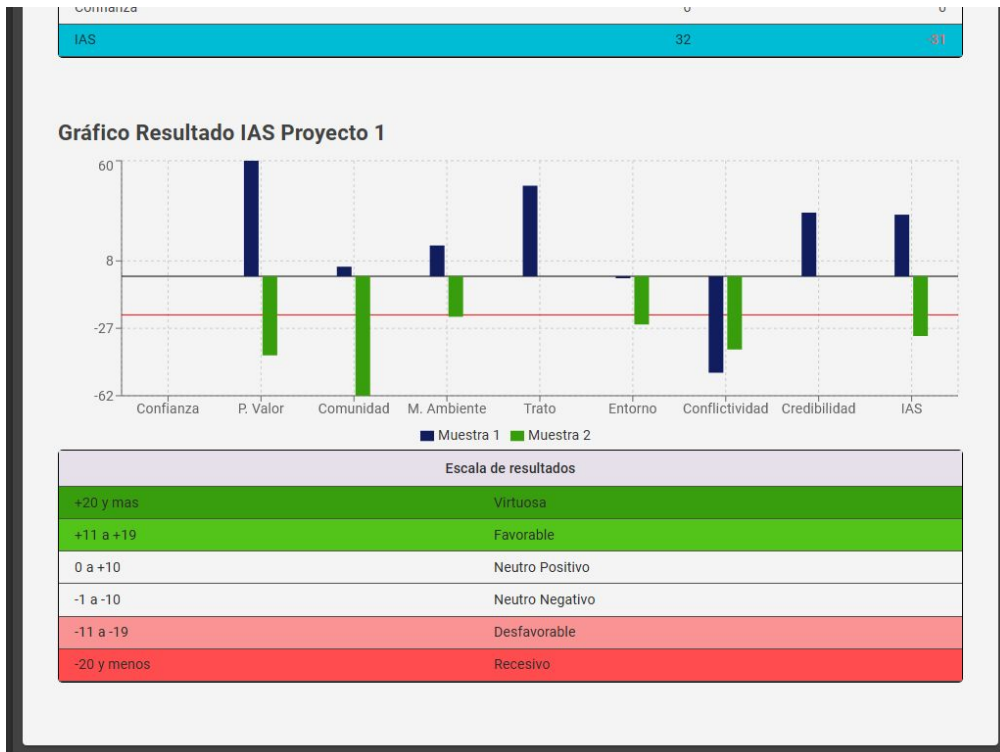 Confianza 0 0
IAS 32 -31
Gráfico Resultado IAS Proyecto 1
60
8
-27
-62
Confianza P. Valor Comunidad M. Ambiente Trato Entorno Conflictividad Credibilidad IAS
Muestra 1 Muestra 2
Escala de resultados
+20 y mas Virtuosa
+11 a +19 Favorable
0 a +10 Neutro Positivo
-1 a -10 Neutro Negativo
-11 a -19 Desfavorable
-20 y menos Recesivo